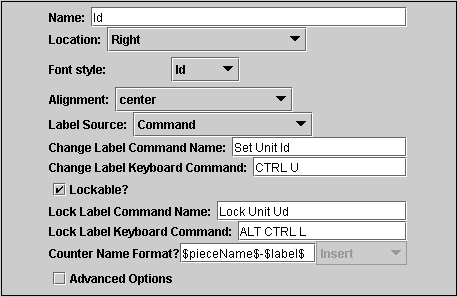 Name: Id
Location: Right
Font style: Id
Alignment: center
Label Source: Command
Change Label Command Name: Set Unit Id
Change Label Keyboard Command: CTRL U
Lockable?
Lock Label Command Name: Lock Unit Ud
Lock Label Keyboard Command: ALT CTRL L
Counter Name Format? $pieceName$-$label$ Insert
Advanced Options